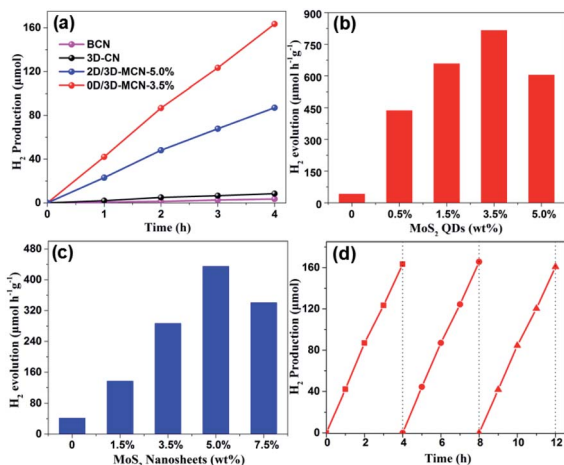 (a)
BCN
3D-CN
2D/3D-MCN-5.0%
0D/3D-MCN-3.5%
H₂ Production (μmol)
160
120
80
40
0
0 1 2 3 4
Time (h)
(b)
H₂ evolution (μmol h⁻¹g⁻¹)
900
750
600
450
300
150
0
0 0.5% 1.5% 3.5% 5.0%
MoS₂ QDs (wt%)
(c)
H₂ evolution (μmol h⁻¹g⁻¹)
480
400
320
240
160
80
0
0 1.5% 3.5% 5.0% 7.5%
MoS₂ Nanosheets (wt%)
(d)
H₂ Production (μmol)
160
120
80
40
0
0 2 4 6 8 10 12
Time (h)